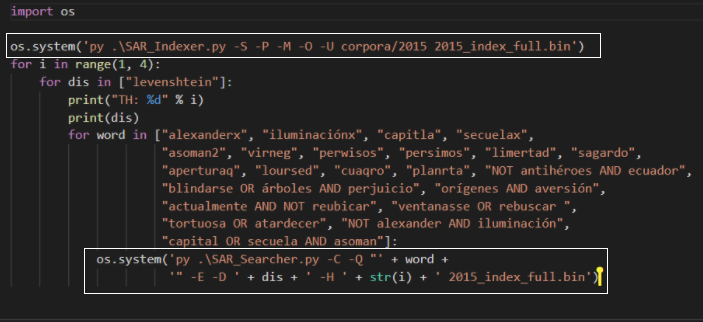 import os
os.system('py .\SAR_Indexer.py -S -P -M -O -U corpora/2015 2015_index_full.bin')
for i in range(1, 4):
    for dis in ["levenshtein"]:
        print("TH: %d" % i)
        print(dis)
        for word in ["alexanderx", "iluminaciónx", "capitla", "secuelax",
                     "asoman2", "virneg", "perwisos", "persimos", "limertad", "sagardo",
                     "aperturaq", "loursed", "cuaqro", "planrta", "NOT antihéroes AND ecuador",
                     "blindarse OR árboles AND perjuicio", "orígenes AND aversión",
                     "actualmente AND NOT reubicar", "ventanasse OR rebuscar ",
                     "tortuosa OR atardecer", "NOT alexander AND iluminación",
                     "capital OR secuela AND asoman"]:
            os.system('py .\SAR_Searcher.py -C -Q "' + word +
                      '" -E -D ' + dis + ' -H ' + str(i) + ' 2015_index_full.bin')